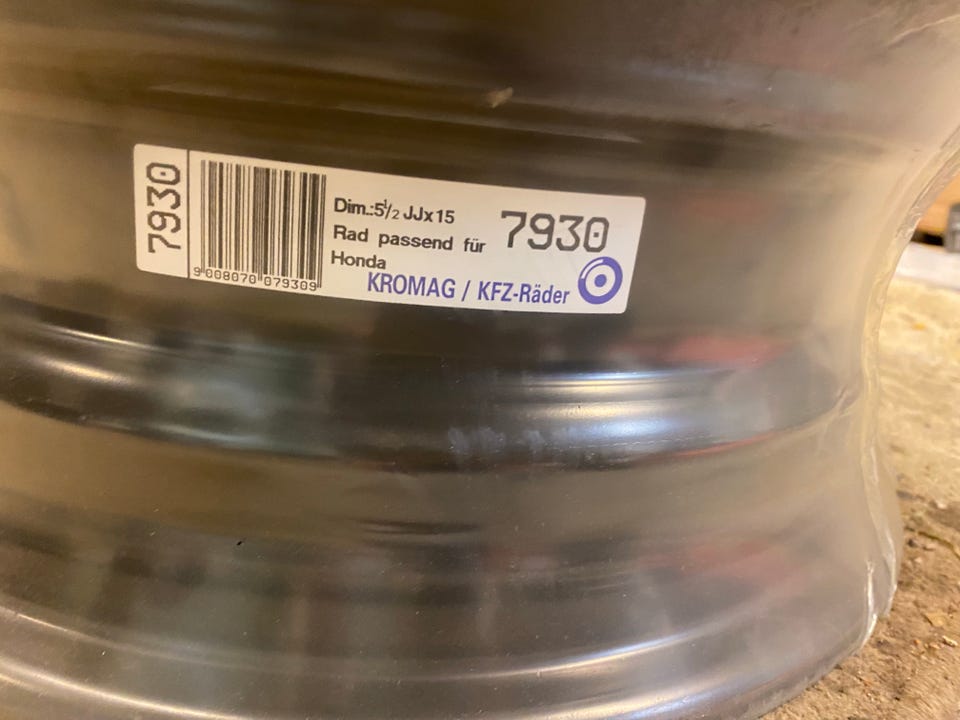 7930
9 008070 079309
Dim.:5½ JJx15
Rad passend für
Honda
7930
KROMAG / KFZ-Räder